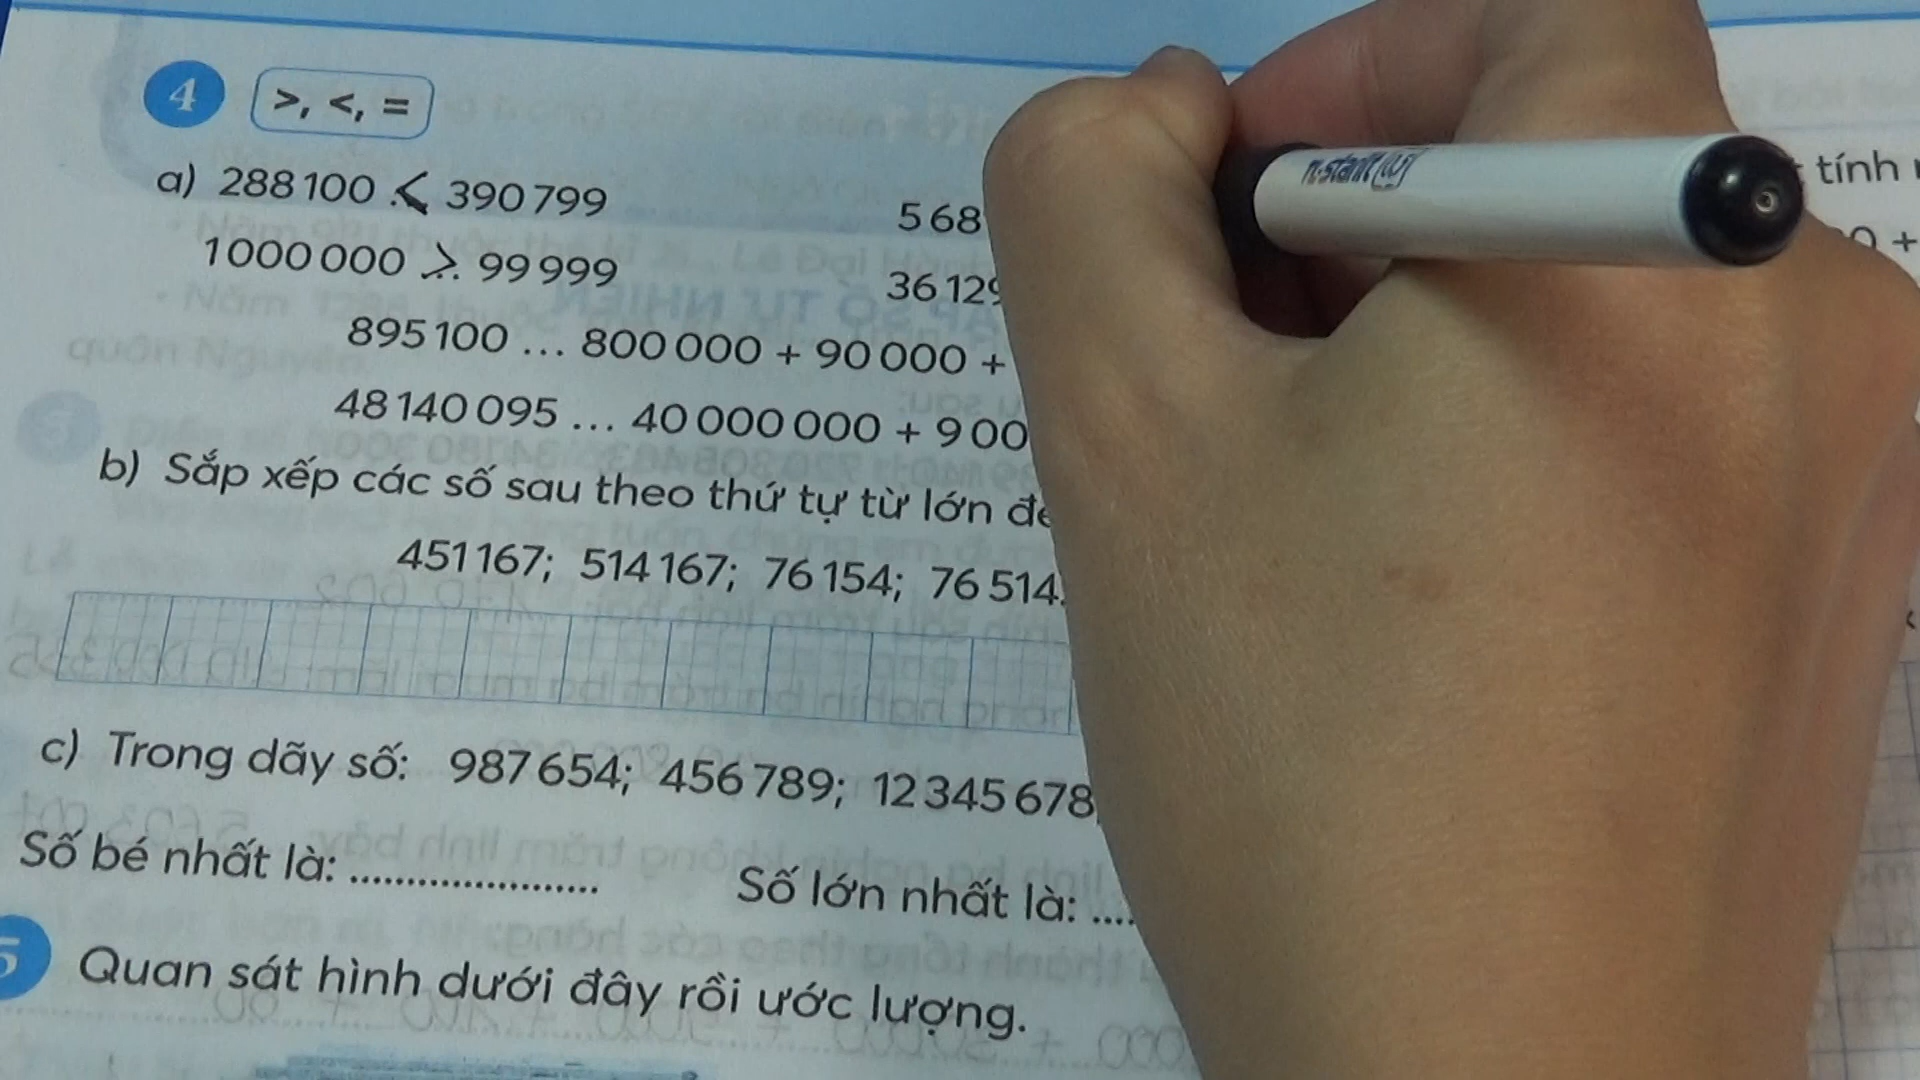 4 >, <, =
a) 288 100 < 390 799
5 68
1 000 000 > 99 999
36 129
895 100 ... 800 000 + 90 000 +
48 140 095 ... 40 000 000 + 9 00
b) Sắp xếp các số sau theo thứ tự từ lớn
451 167; 514 167; 76 154; 76 514.
c) Trong dãy số: 987 654; 456 789; 12 345 678
Số bé nhất là: ........................
Số lớn nhất là: ....
5 Quan sát hình dưới đây rồi ước lượng.
tính
0 +